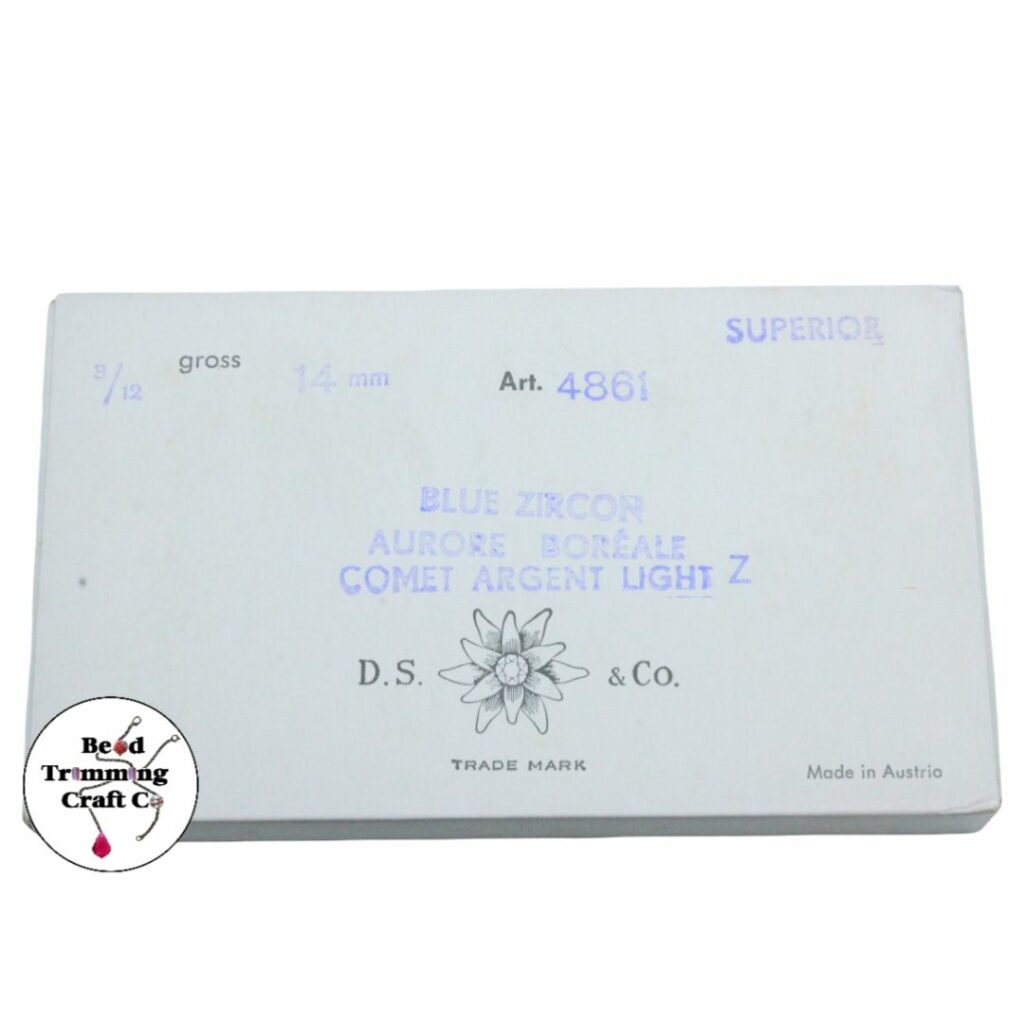 SUPERIOR
3/12 gross 14 mm Art. 4861
BLUE ZIRCON
AURORE BORÉALE
COMET ARGENT LIGHT Z
D.S. & Co.
TRADE MARK
Made in Austria
Bead
Trimming
Craft Co